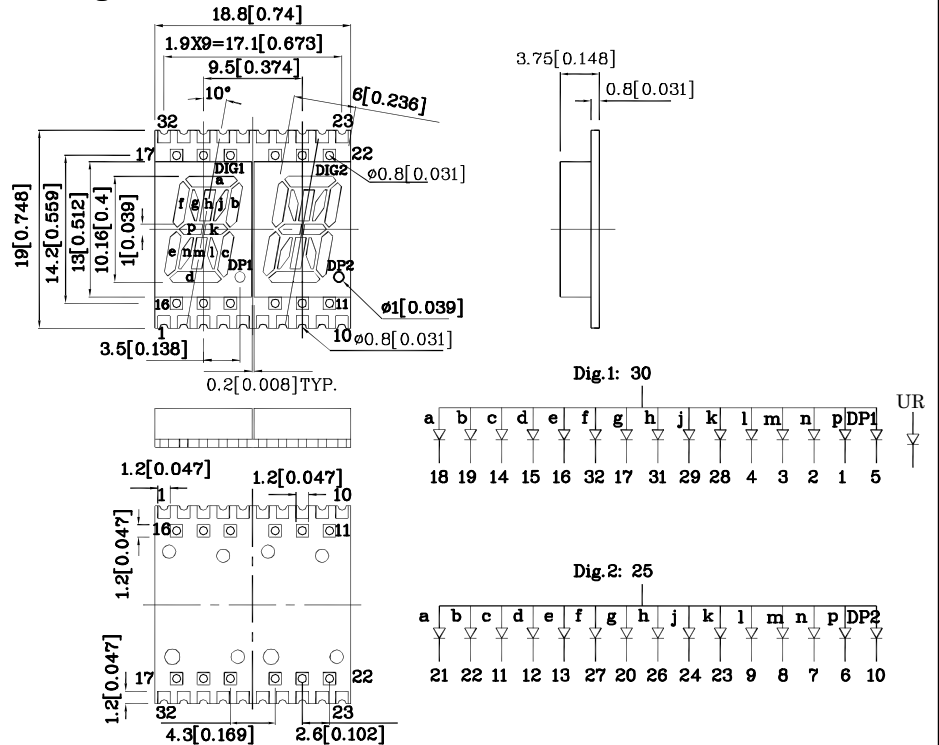 18.8[0.74]
1.9X9=17.1[0.673]
9.5[0.374]
10°
6[0.236]
32
23
17
22
DIG1
DIG2
ø0.8[0.031]
a
f g h j b
p k
e n m l c
d
DP1
DP2
19[0.748]
14.2[0.559]
13[0.512]
10.16[0.4]
1[0.039]
16
11
ø1[0.039]
1
10
ø0.8[0.031]
3.5[0.138]
0.2[0.008]TYP.
3.75[0.148]
0.8[0.031]
Dig.1: 30
a b c d e f g h j k l m n p DP1
18 19 14 15 16 32 17 31 29 28 4 3 2 1 5
UR
Dig.2: 25
a b c d e f g h j k l m n p DP2
21 22 11 12 13 27 20 26 24 23 9 8 7 6 10
1.2[0.047]
1.2[0.047]
1
10
16
11
1.2[0.047]
1.2[0.047]
17
22
32
23
4.3[0.169]
2.6[0.102]